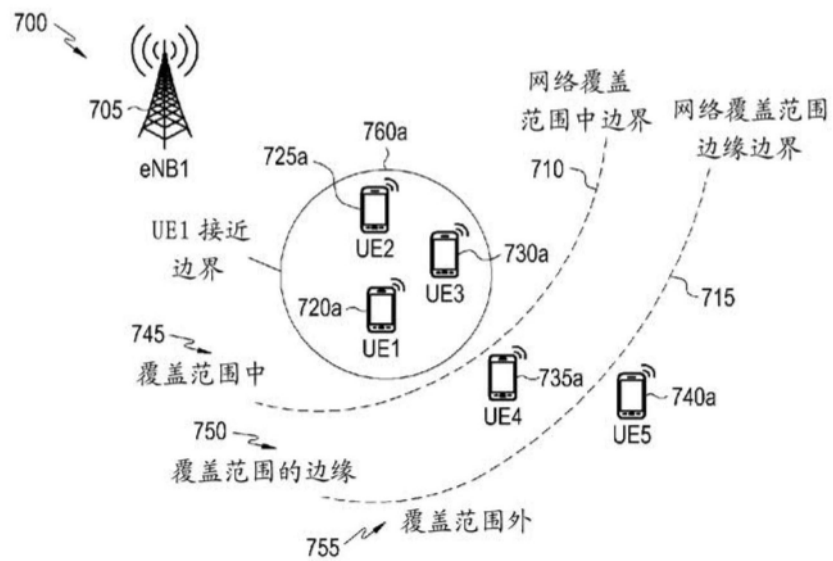 700
705
eNB1
725a
760a
UE2
730a
UE3
720a
UE1
UE1 接近
边界
网络覆盖
范围中边界
710
网络覆盖范围
边缘边界
715
745
覆盖范围中
735a
UE4
740a
UE5
750
覆盖范围的边缘
755
覆盖范围外